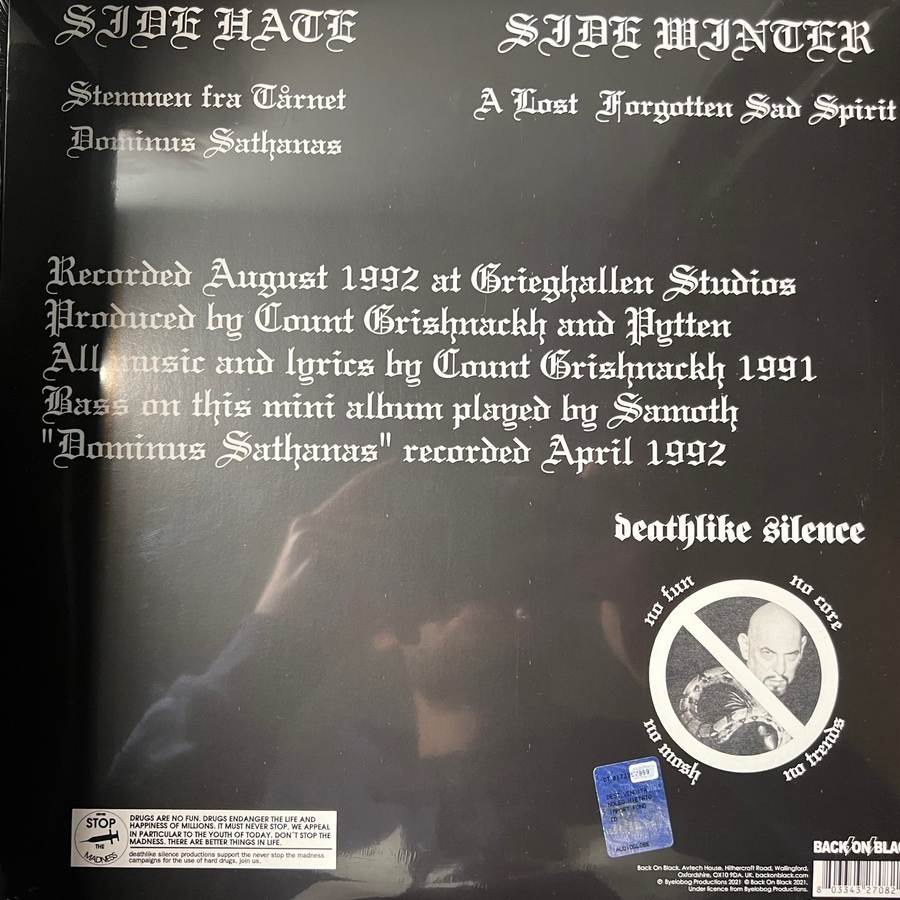 SIDE HATE
Stemmen fra Tårnet
Dominus Sathanas
SIDE WINTER
A Lost Forgotten Sad Spirit
Recorded August 1992 at Grieghallen Studios
Produced by Count Grishnackh and Pytten
All music and lyrics by Count Grishnackh 1991
Bass on this mini album played by Samoth
"Dominus Sathanas" recorded April 1992
deathlike silence
no fun
no core
no mosh
no trends
STOP
THE
MADNESS
DRUGS ARE NO FUN. DRUGS ENDANGER THE LIFE AND
HAPPINESS OF MILLIONS. IT MUST NEVER STOP, WE APPEAL
IN PARTICULAR TO THE YOUTH OF TODAY. DON'T STOP THE
MADNESS. THERE ARE BETTER THINGS IN LIFE.
deathlike silence productions support the never stop the madness
campaigns for the use of hard drugs. join us.
AUDIOGLOBE
Back On Black, Avtech House, Hithercroft Road, Wallingford,
Oxfordshire, OX10 9DA, UK. backonblack.com
℗ Byelobog Productions 2021 © Back On Black 2021.
Under licence from Byelobog Productions.
BACK ON BLA
8 03343 27082